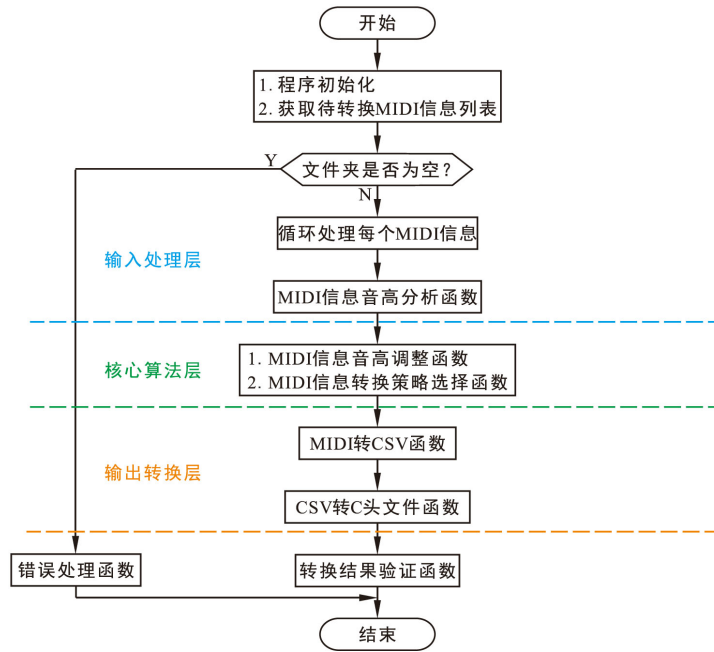 开始
1. 程序初始化
2. 获取待转换MIDI信息列表
Y
文件夹是否为空?
N
循环处理每个MIDI信息
输入处理层
MIDI信息音高分析函数
1. MIDI信息音高调整函数
核心算法层
2. MIDI信息转换策略选择函数
MIDI转CSV函数
输出转换层
CSV转C头文件函数
错误处理函数
转换结果验证函数
结束